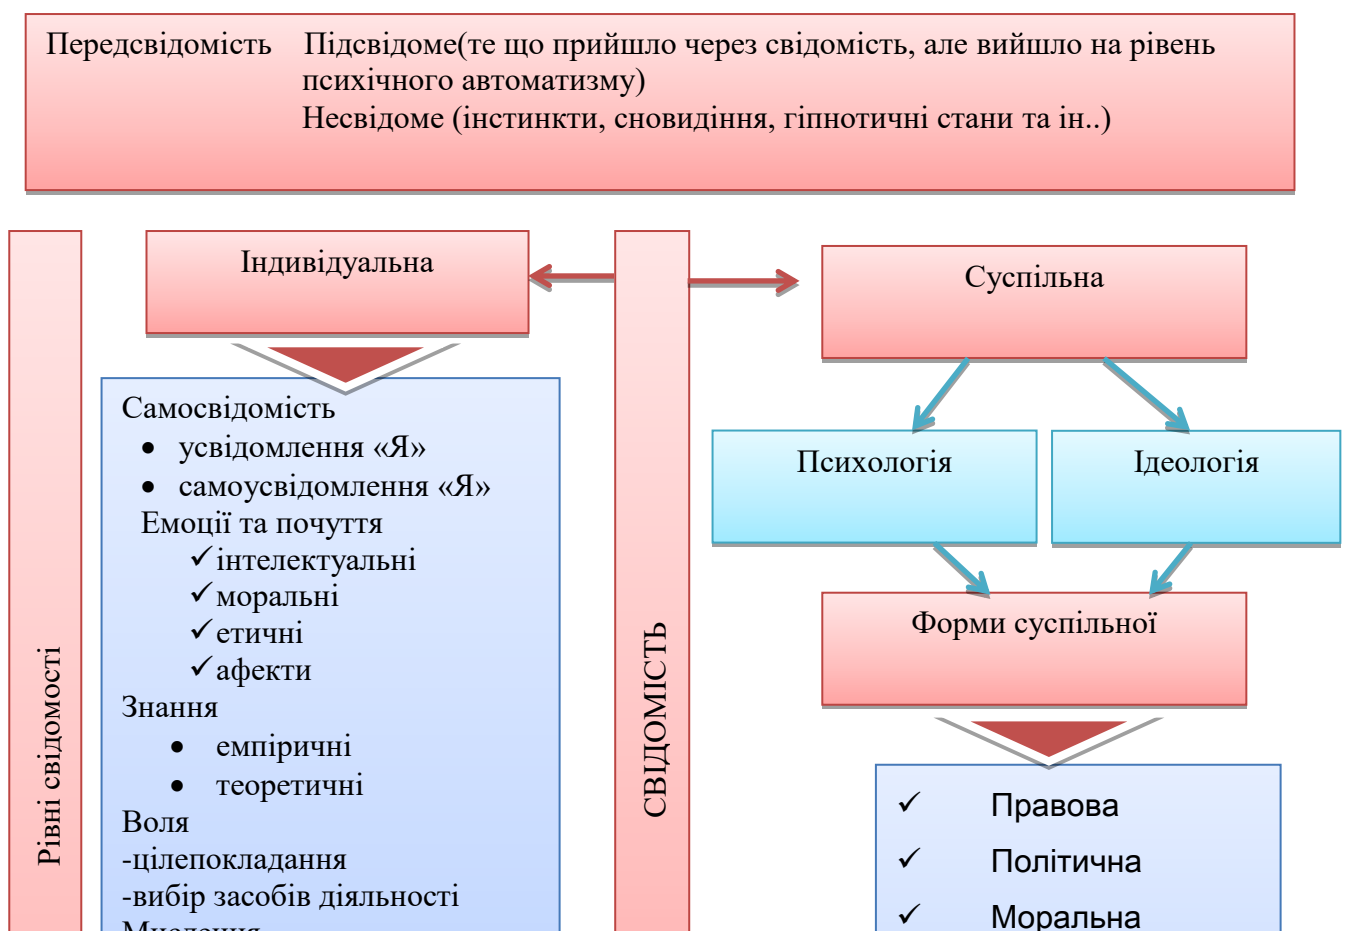 Передсвідомість Підсвідоме(те що прийшло через свідомість, але вийшло на рівень
психічного автоматизму)
Несвідоме (інстинкти, сновидіння, гіпнотичні стани та ін..)
Рівні свідомості
Індивідуальна
Самосвідомість
• усвідомлення «Я»
• самоусвідомлення «Я»
Емоції та почуття
✓інтелектуальні
✓моральні
✓етичні
✓афекти
Знання
• емпіричні
• теоретичні
Воля
-цілепокладання
-вибір засобів діяльності
СВІДОМІСТЬ
Суспільна
Психологія
Ідеологія
Форми суспільної
✓ Правова
✓ Політична
✓ Моральна